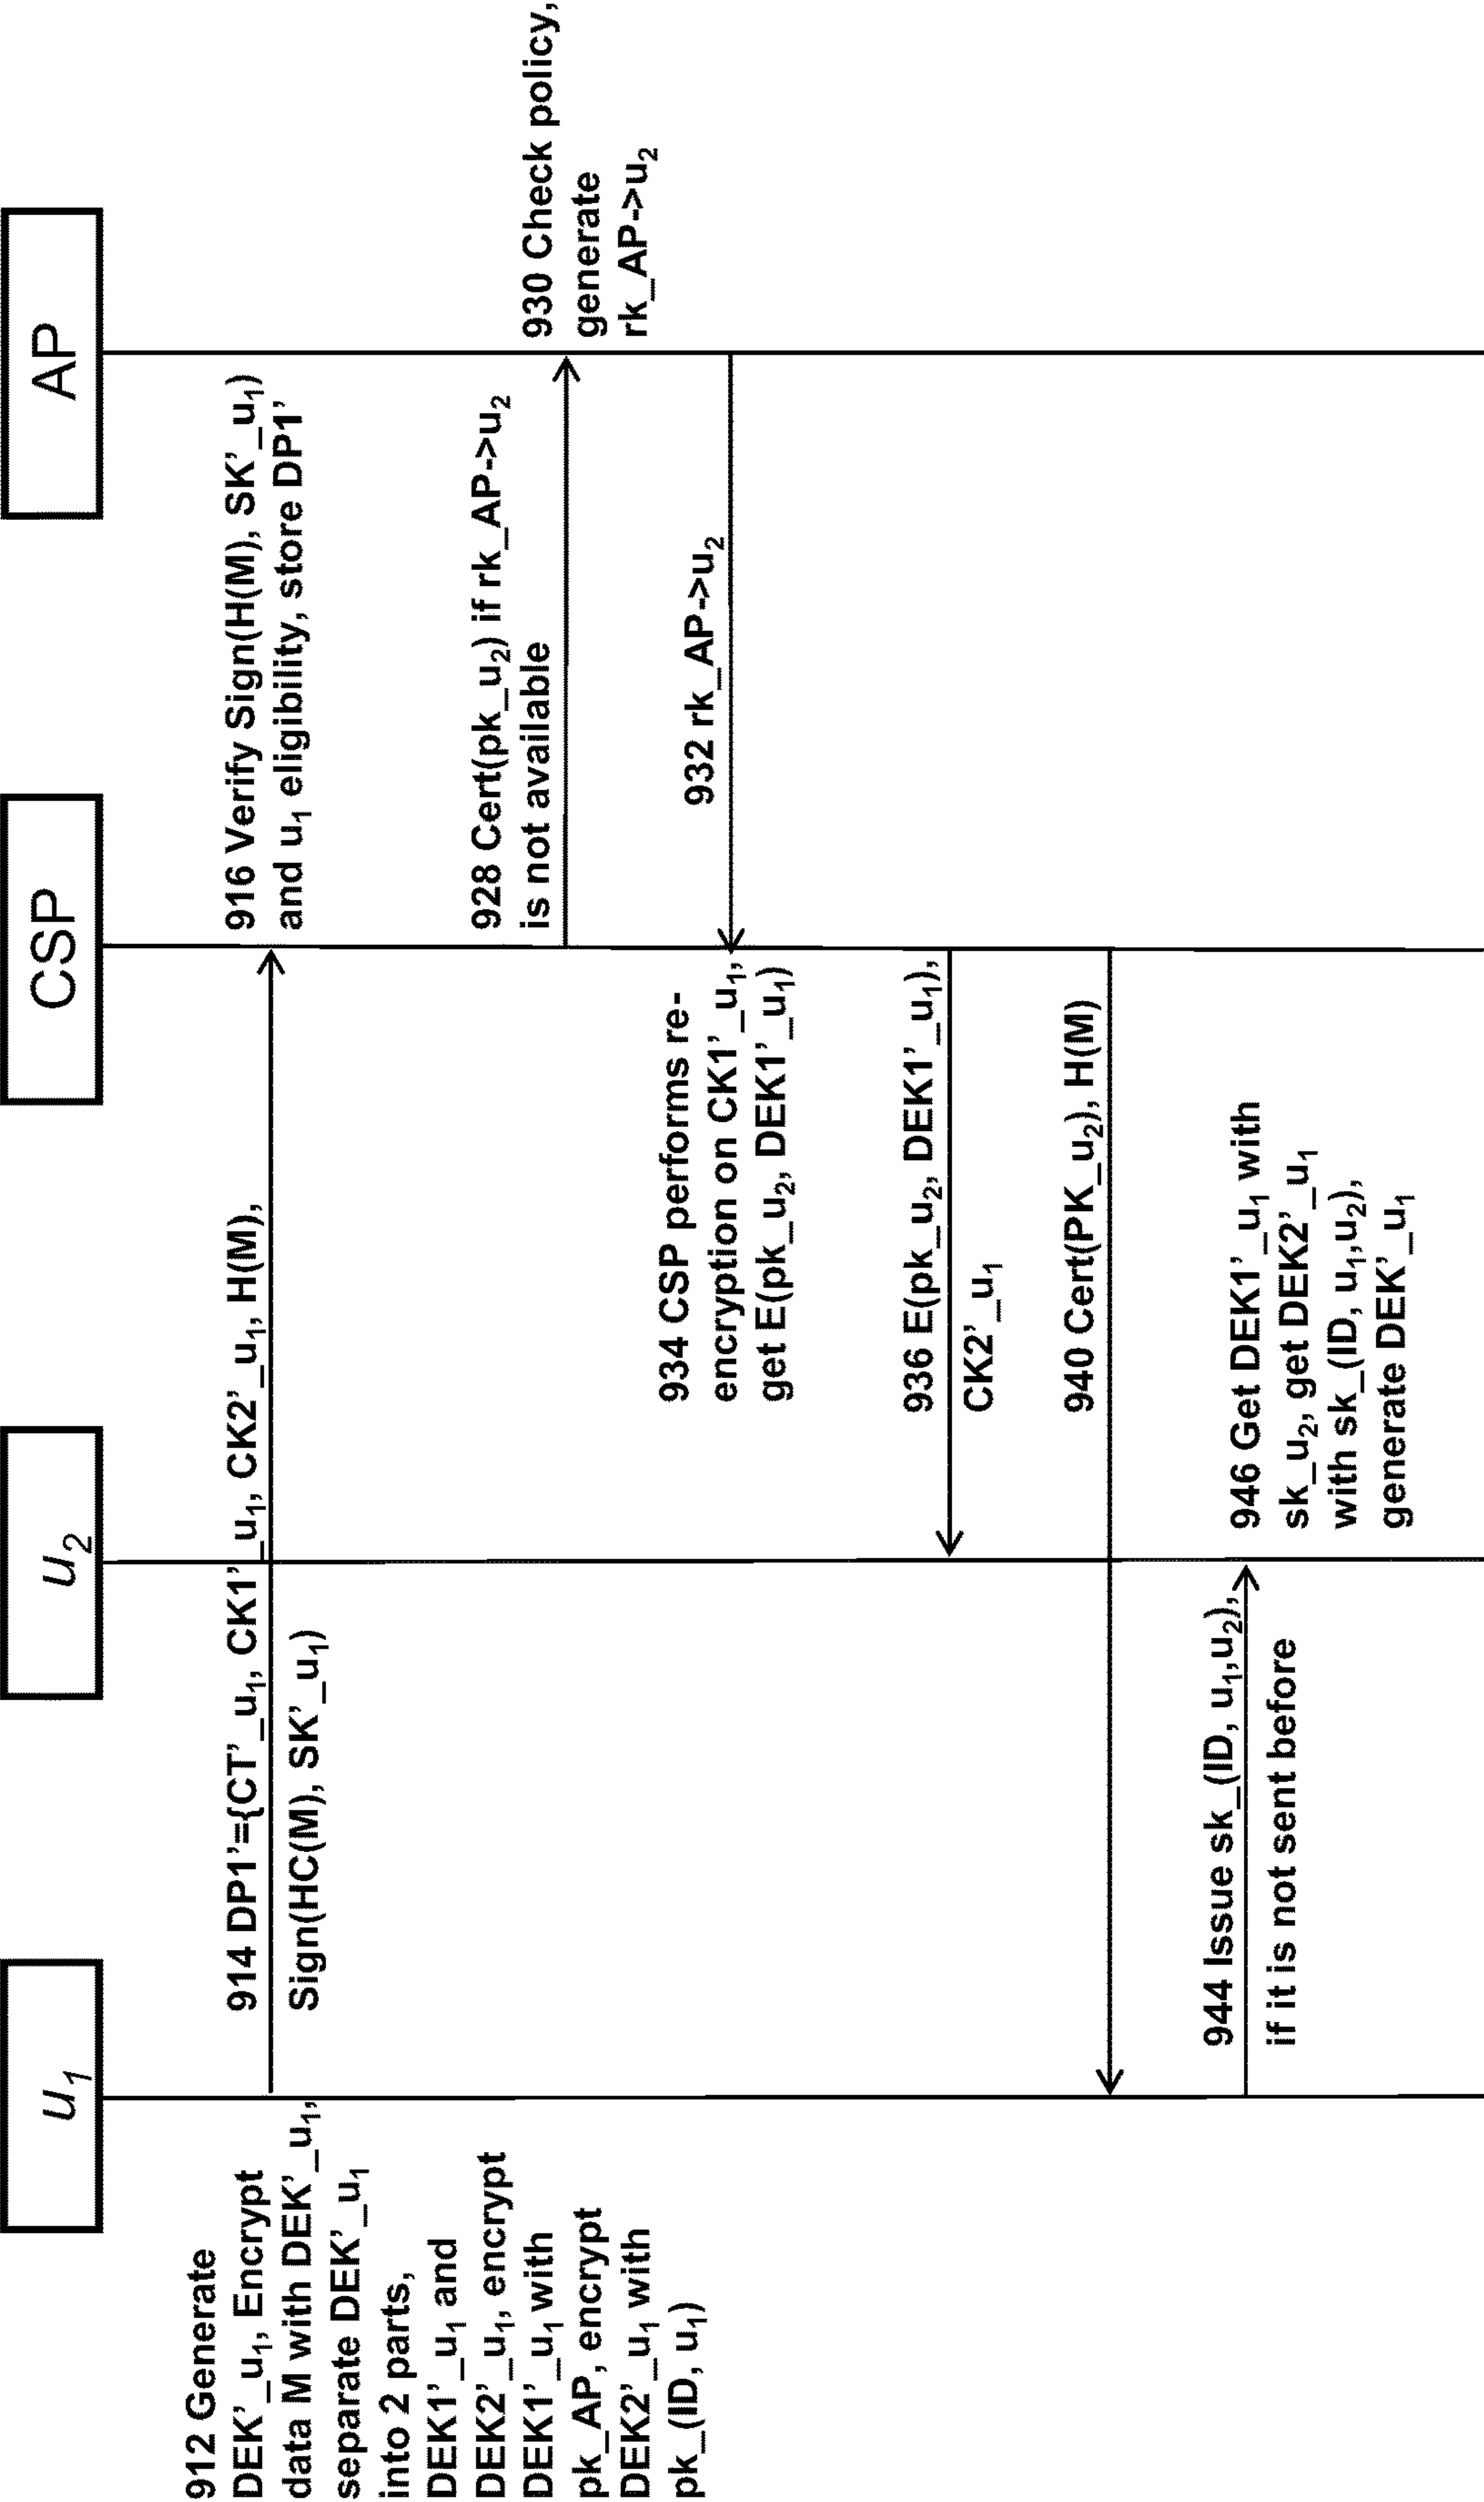 u1
u2
CSP
AP
912 Generate
DEK’_u1, Encrypt
data M with DEK’_u1,
separate DEK’_u1
into 2 parts,
DEK1’_u1 and
DEK2’_u1, encrypt
DEK1’_u1 with
pk_AP, encrypt
DEK2’_u1 with
pk_(ID, u1)
914 DP1’={CT’_u1, CK1’_u1, CK2’_u1, H(M),
Sign(HC(M), SK’_u1)
916 Verify Sign(H(M), SK’_u1)
and u1 eligibility, store DP1’
928 Cert(pk_u2) if rk_AP->u2
is not available
930 Check policy,
generate
rk_AP->u2
932 rk_AP->u2
934 CSP performs re-
encryption on CK1’_u1,
get E(pk_u2, DEK1’_u1)
936 E(pk_u2, DEK1’_u1),
CK2’_u1
940 Cert(PK_u2), H(M)
944 Issue sk_(ID, u1,u2),
if it is not sent before
946 Get DEK1’_u1 with
sk_u2, get DEK2’_u1
with sk_(ID, u1,u2),
generate DEK’_u1